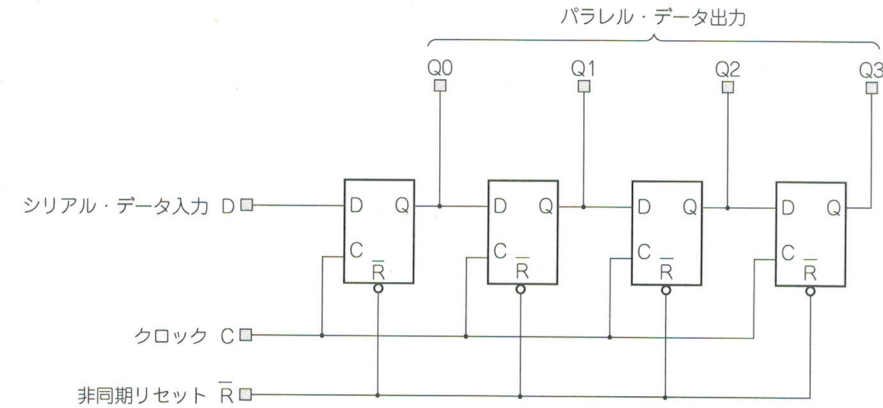 パラレル・データ出力
Q0 Q1 Q2 Q3
シリアル・データ入力 D
D Q D Q D Q D Q
C C C C
R̅ R̅ R̅ R̅
クロック C
非同期リセット R̅